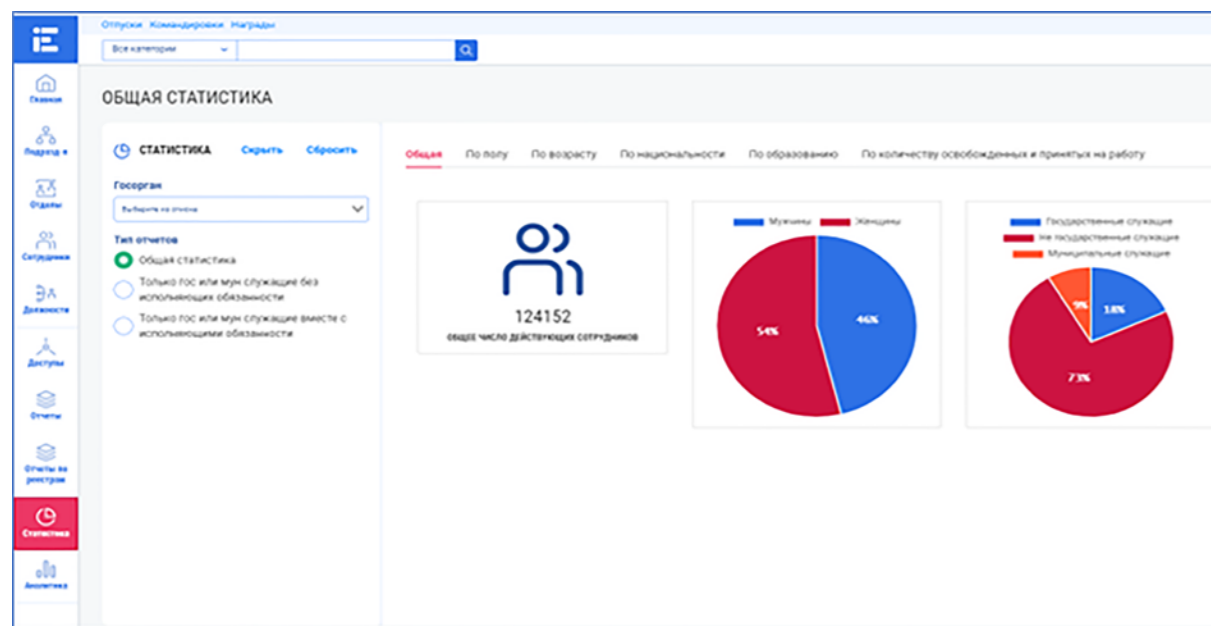 Отпуски Командировки Награды
Все категории
Главная
ОБЩАЯ СТАТИСТИКА
Подразд-я
СТАТИСТИКА Скрыть Сбросить
Общая По полу По возрасту По национальности По образованию По количеству освобожденных и принятых на работу
Госорган
Отделы
Выберите из списка
Мужчины Женщины
Государственные служащие
Не государственные служащие
Муниципальные служащие
Тип отчетов
Сотрудники
Общая статистика
Только гос или мун служащие без
исполняющих обязанности
Должности
Только гос или мун служащие вместе с
исполняющими обязанности
124152
ОБЩЕЕ ЧИСЛО ДЕЙСТВУЮЩИХ СОТРУДНИКОВ
54%
46%
9%
18%
73%
Доступы
Отчеты
Отчеты по
реестрам
Статистика
Аналитика